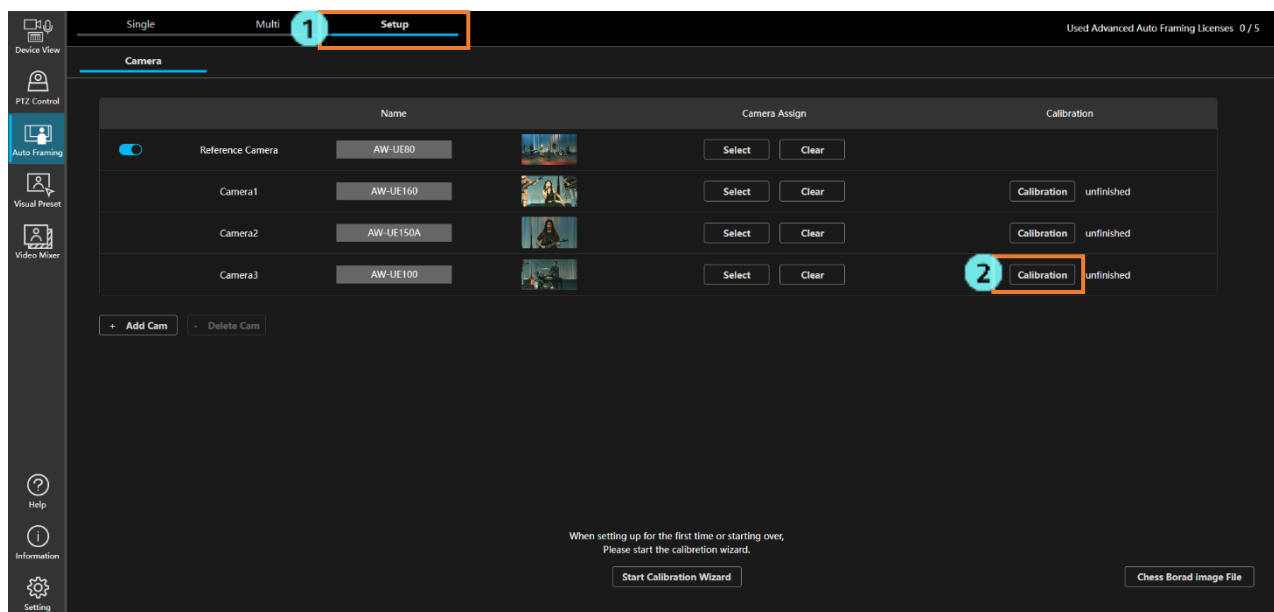 Single Multi 1 Setup Used Advanced Auto Framing Licenses 0 / 5
Device View
Camera
PTZ Control
Name Camera Assign Calibration
Auto Framing
Reference Camera AW-UE80 Select Clear
Camera1 AW-UE160 Select Clear Calibration unfinished
Visual Preset
Camera2 AW-UE150A Select Clear Calibration unfinished
Video Mixer
Camera3 AW-UE100 Select Clear 2 Calibration unfinished
+ Add Cam - Delete Cam
Help
When setting up for the first time or starting over,
Please start the calibretion wizard.
Information
Start Calibration Wizard Chess Borad image File
Setting